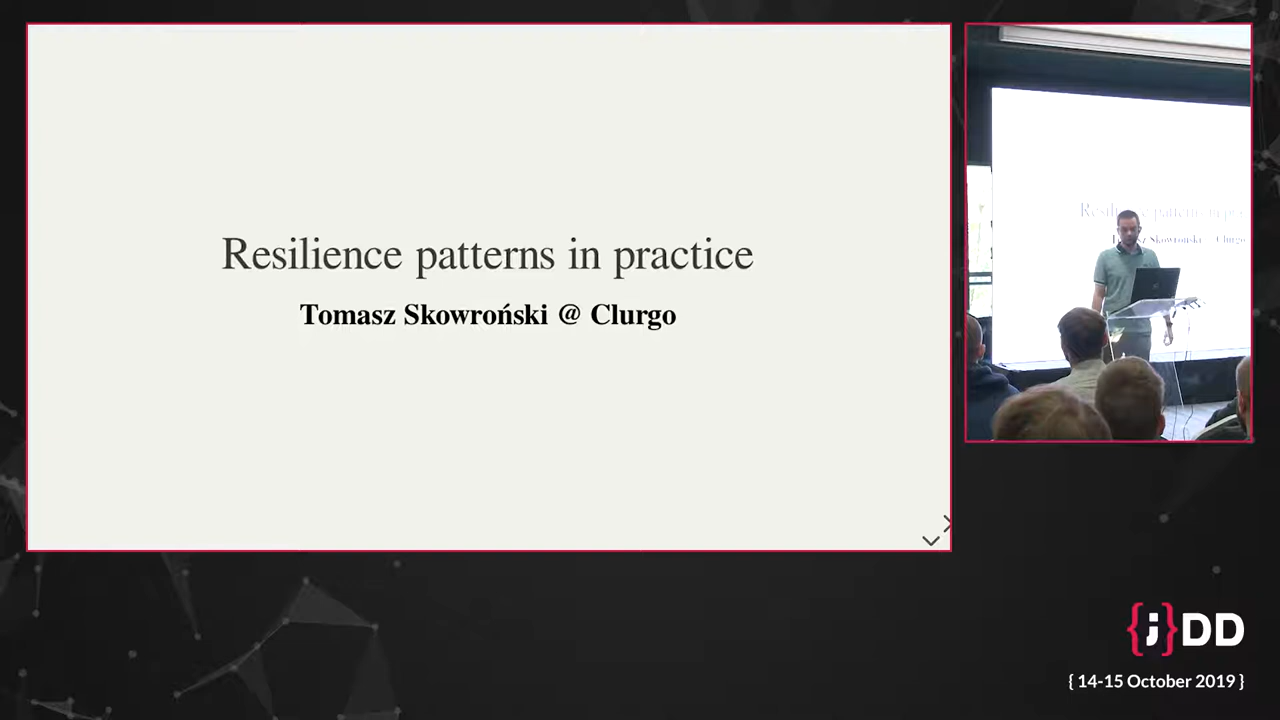 Resilience patterns in practice
Tomasz Skowroński @ Clurgo
{j}DD
{ 14-15 October 2019 }